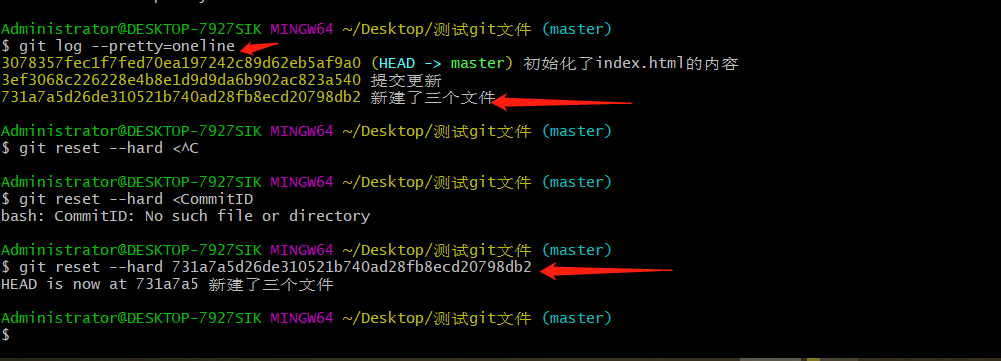 Administrator@DESKTOP-7927SIK MINGW64 ~/Desktop/测试git文件 (master)
$ git log --pretty=oneline
3078357fec1f7fed70ea197242c89d62eb5af9a0 (HEAD -> master) 初始化了index.html的内容
3ef3068c226228e4b8e1d9d9da6b902ac823a540 提交更新
731a7a5d26de310521b740ad28fb8ecd20798db2 新建了三个文件
Administrator@DESKTOP-7927SIK MINGW64 ~/Desktop/测试git文件 (master)
$ git reset --hard <^C
Administrator@DESKTOP-7927SIK MINGW64 ~/Desktop/测试git文件 (master)
$ git reset --hard <CommitID
bash: CommitID: No such file or directory
Administrator@DESKTOP-7927SIK MINGW64 ~/Desktop/测试git文件 (master)
$ git reset --hard 731a7a5d26de310521b740ad28fb8ecd20798db2
HEAD is now at 731a7a5 新建了三个文件
Administrator@DESKTOP-7927SIK MINGW64 ~/Desktop/测试git文件 (master)
$